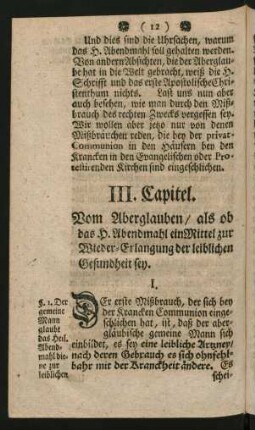 ( 12 )
Und dies sind die Uhrsachen, warum
das H. Abendmahl soll gehalten werden.
Von andern Absichten, die der Aberglau-
be hat in die Welt gebracht, weiß die H.
Schrifft und das erste Apostolische Chri-
stenthum nichts. Last uns nun aber
auch besehen, wie man durch den Miß-
brauch des rechten Zwecks vergessen sey.
Wir wollen aber jetzo nur von denen
Mißbräuchen reden, die bey der privat-
Communion in den Häusern bey den
Krancken in den Evangelischen oder Pro-
testirenden Kirchen sind eingeschlichen.
III. Capitel.
Vom Aberglauben / als ob
das H. Abendmahl ein Mittel zur
Wieder-Erlangung der leiblichen
Gesundheit sey.
I.
§. 1. Der
gemeine
Mann
glaubt
das Heil.
Abend-
mahl die-
ne zur
leiblichen
DEr erste Mißbrauch, der sich bey
der Krancken Communion einge-
schlichen hat, ist, daß der aber-
gläubische gemeine Mann sich
einbildet, es sey eine leibliche Artzney/
nach deren Gebrauch es sich ohnfehl-
bahr mit der Kranckheit ändere. Es
schei-